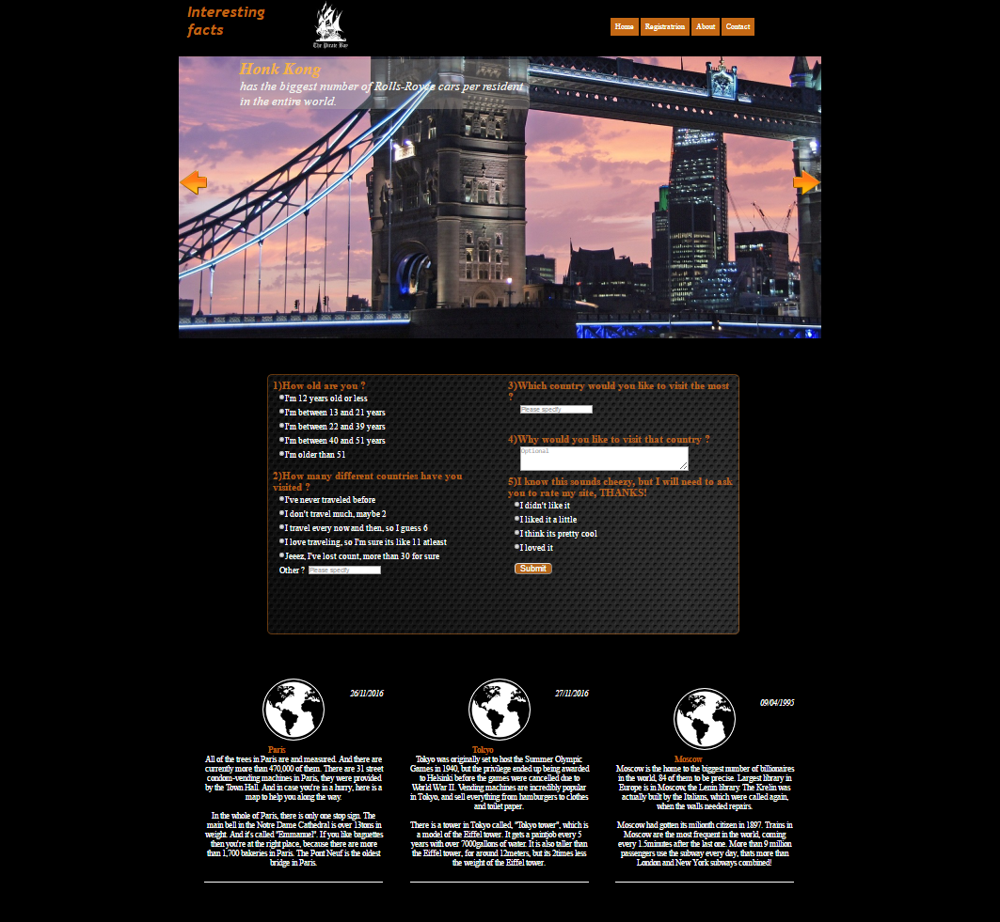 Interesting
facts
The Pirate Bay
Home Registratrion About Contact
Honk Kong
has the biggest number of Rolls-Royce cars per resident
in the entire world.
1)How old are you ?
I'm 12 years old or less
I'm between 13 and 21 years
I'm between 22 and 39 years
I'm between 40 and 51 years
I'm older than 51
2)How many different countries have you
visited ?
I've never traveled before
I don't travel much, maybe 2
I travel every now and then, so I guess 6
I love traveling, so I'm sure its like 11 atleast
Jeeez, I've lost count, more than 30 for sure
Other ? Please specify
3)Which country would you like to visit the most
?
Please specify
4)Why would you like to visit that country ?
Optional
5)I know this sounds cheezy, but I will need to ask
you to rate my site, THANKS!
I didn't like it
I liked it a little
I think its pretty cool
I loved it
Submit
26/11/2016
Paris
All of the trees in Paris are and measured. And there are
currently more than 470,000 of them. There are 31 street
condom-vending machines in Paris, they were provided
by the Town Hall. And in case you're in a hurry, here is a
map to help you along the way.
In the whole of Paris, there is only one stop sign. The
main bell in the Notre Dame Cathedral is over 13tons in
weight. And it's called "Emmanuel". If you like baguettes
then you're at the right place, because there are more
than 1,700 bakeries in Paris. The Pont Neuf is the oldest
bridge in Paris.
27/11/2016
Tokyo
Tokyo was originally set to host the Summer Olympic
Games in 1940, but the privilege ended up being awarded
to Helsinki before the games were cancelled due to
World War II. Vending machines are incredibly popular
in Tokyo, and sell everything from hamburgers to clothes
and toilet paper.
There is a tower in Tokyo called, "Tokyo tower", which is
a model of the Eiffel tower. It gets a paintjob every 5
years with over 7000gallons of water. It is also taller than
the Eiffel tower, for around 12meters, but its 2times less
the weight of the Eiffel tower.
09/04/1995
Moscow
Moscow is the home to the biggest number of billionaires
in the world, 84 of them to be precise. Largest library in
Europe is in Moscow, the Lenin library. The Krelin was
actually built by the Italians, which were called again,
when the walls needed repairs.
Moscow had gotten its milionth citizen in 1897. Trains in
Moscow are the most frequent in the world, coming
every 1.5minutes after the last one. More than 9 million
passengers use the subway every day, thats more than
London and New York subways combined!